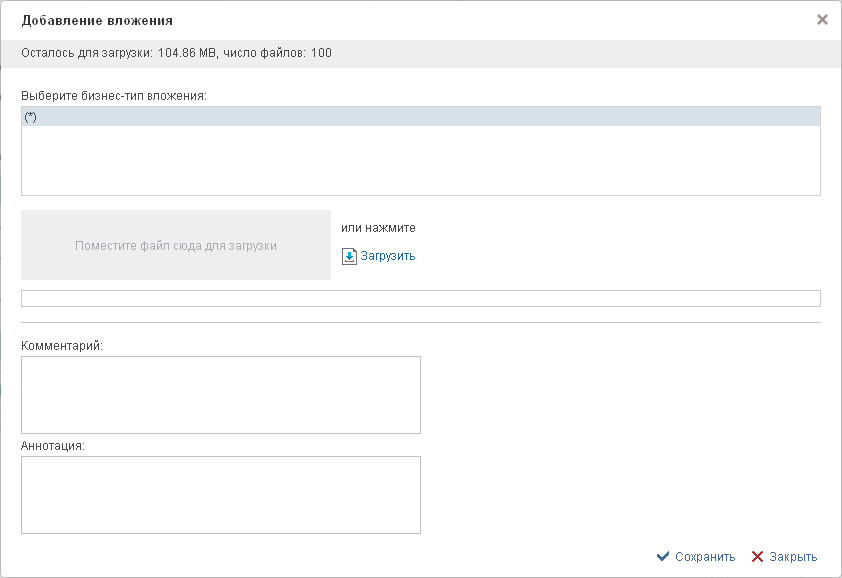 Добавление вложения
Осталось для загрузки: 104.86 MB, число файлов: 100
Выберите бизнес-тип вложения:
(*)
Поместите файл сюда для загрузки
или нажмите
Загрузить
Комментарий:
Аннотация:
Сохранить Закрыть